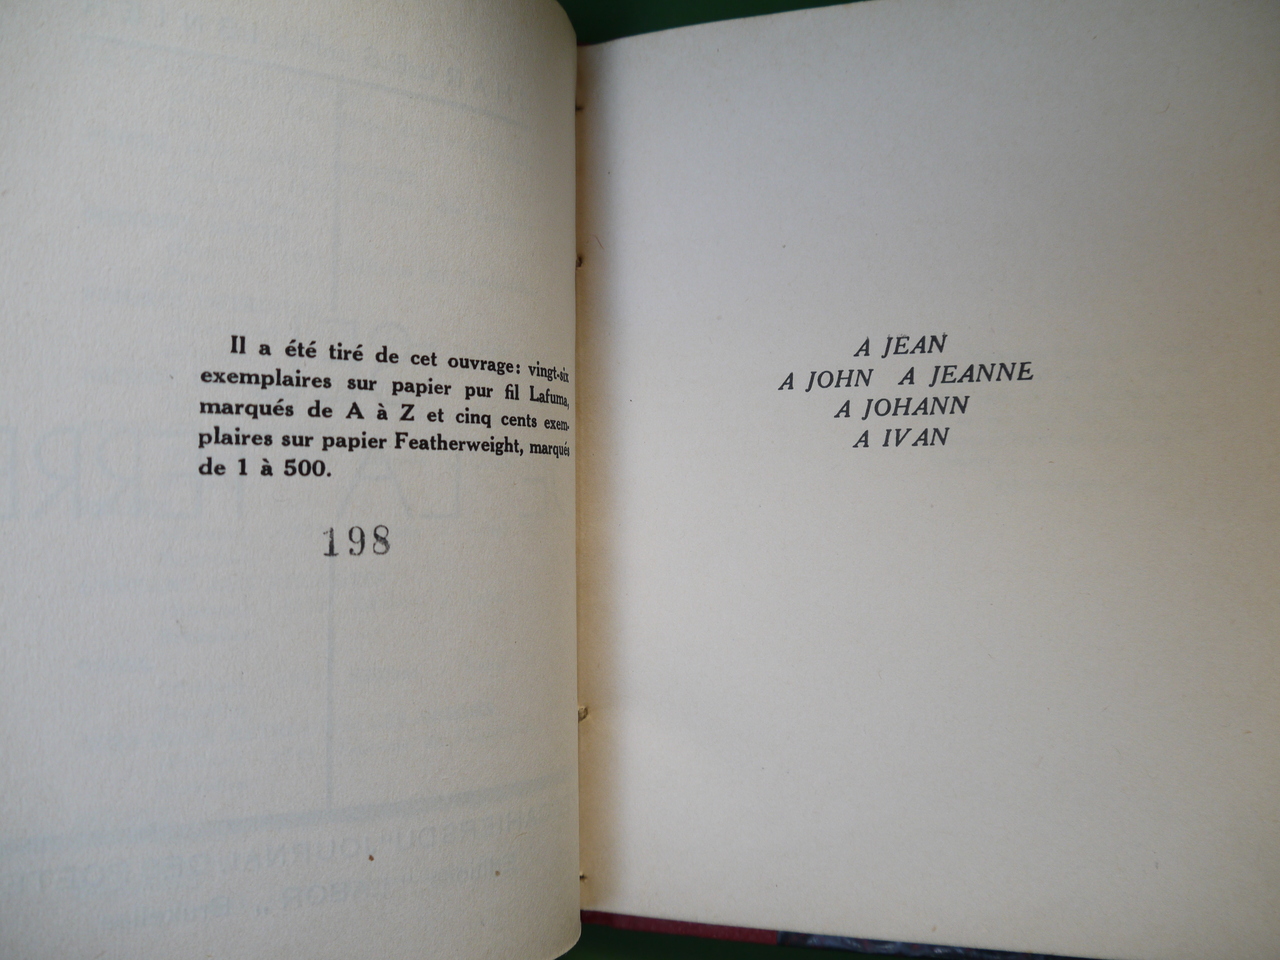 Il a été tiré de cet ouvrage: vingt-six
exemplaires sur papier pur fil Lafuma,
marqués de A à Z et cinq cents exem-
plaires sur papier Featherweight, marqués
de 1 à 500.
198
A JEAN
A JOHN A JEANNE
A JOHANN
A IVAN